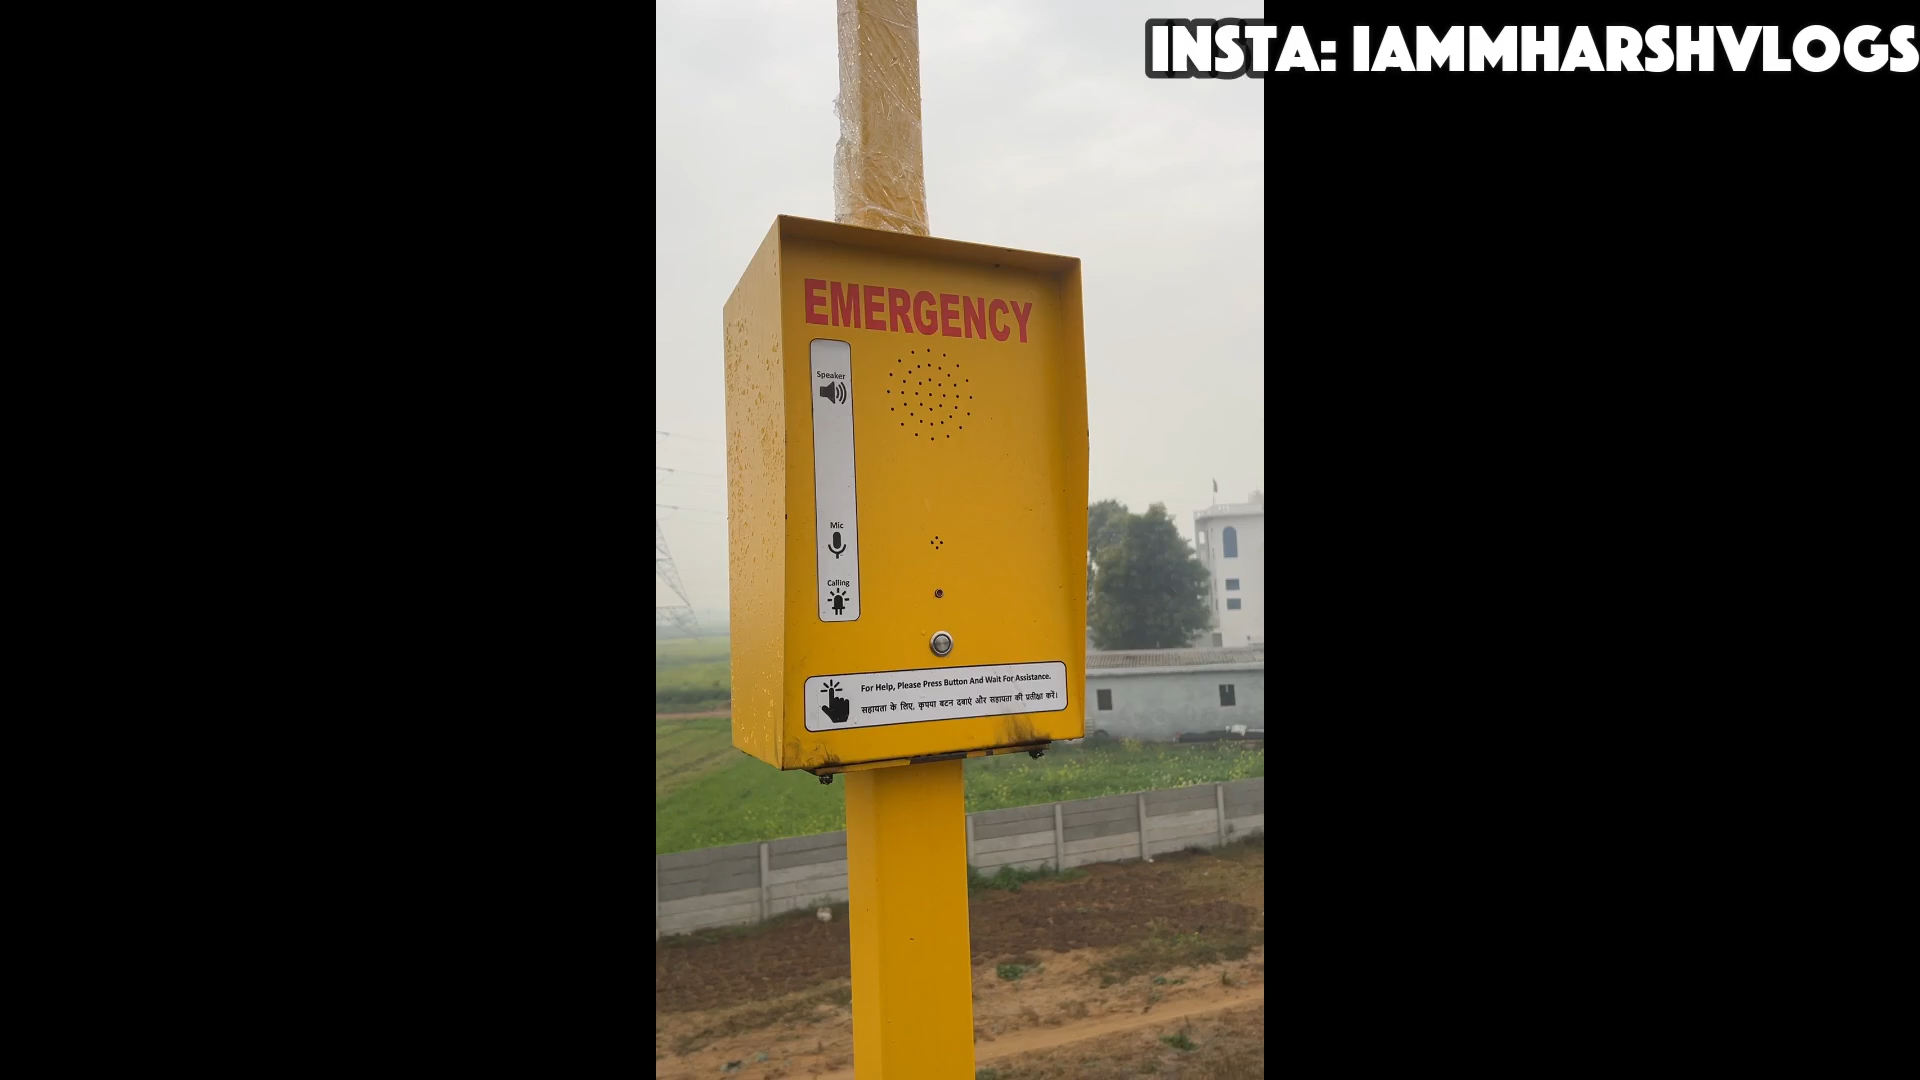 INSTA: IAMMHARSHVLOGS
EMERGENCY
Speaker
Mic
Calling
For Help, Please Press Button And Wait For Assistance.
सहायता के लिए, कृपया बटन दबाएं और सहायता की प्रतीक्षा करें।